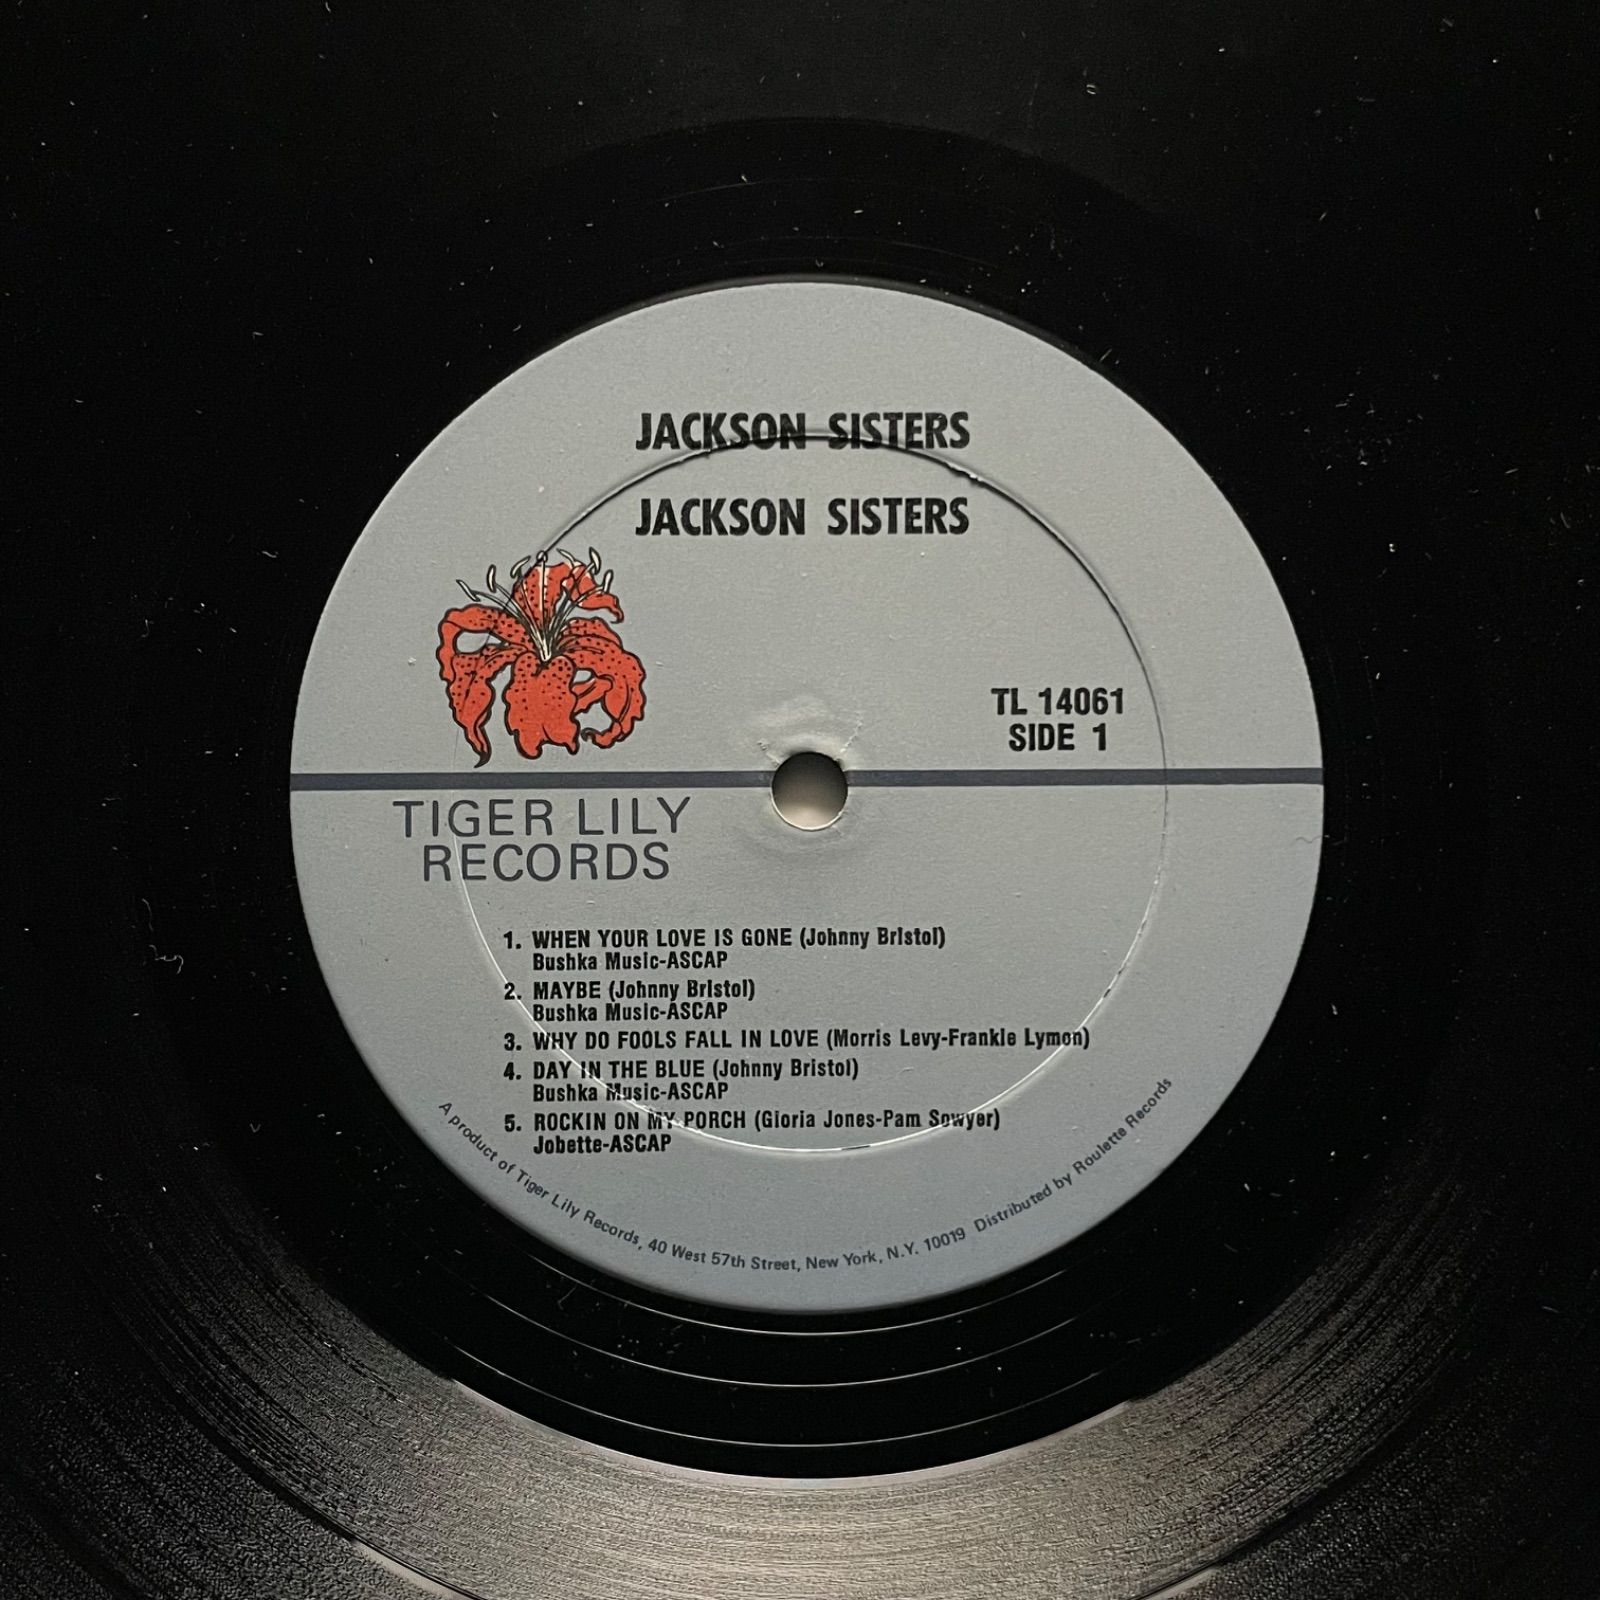 JACKSON SISTERS
JACKSON SISTERS
TL 14061
SIDE 1
TIGER LILY
RECORDS
1. WHEN YOUR LOVE IS GONE (Johnny Bristol)
Bushka Music-ASCAP
2. MAYBE (Johnny Bristol)
Bushka Music-ASCAP
3. WHY DO FOOLS FALL IN LOVE (Morris Levy-Frankie Lymon)
4. DAY IN THE BLUE (Johnny Bristol)
Bushka Music-ASCAP
5. ROCKIN ON MY PORCH (Gloria Jones-Pam Sowyer)
Jobette-ASCAP
A product of Tiger Lily Records, 40 West 57th Street, New York, N.Y. 10019 Distributed by Roulette Records